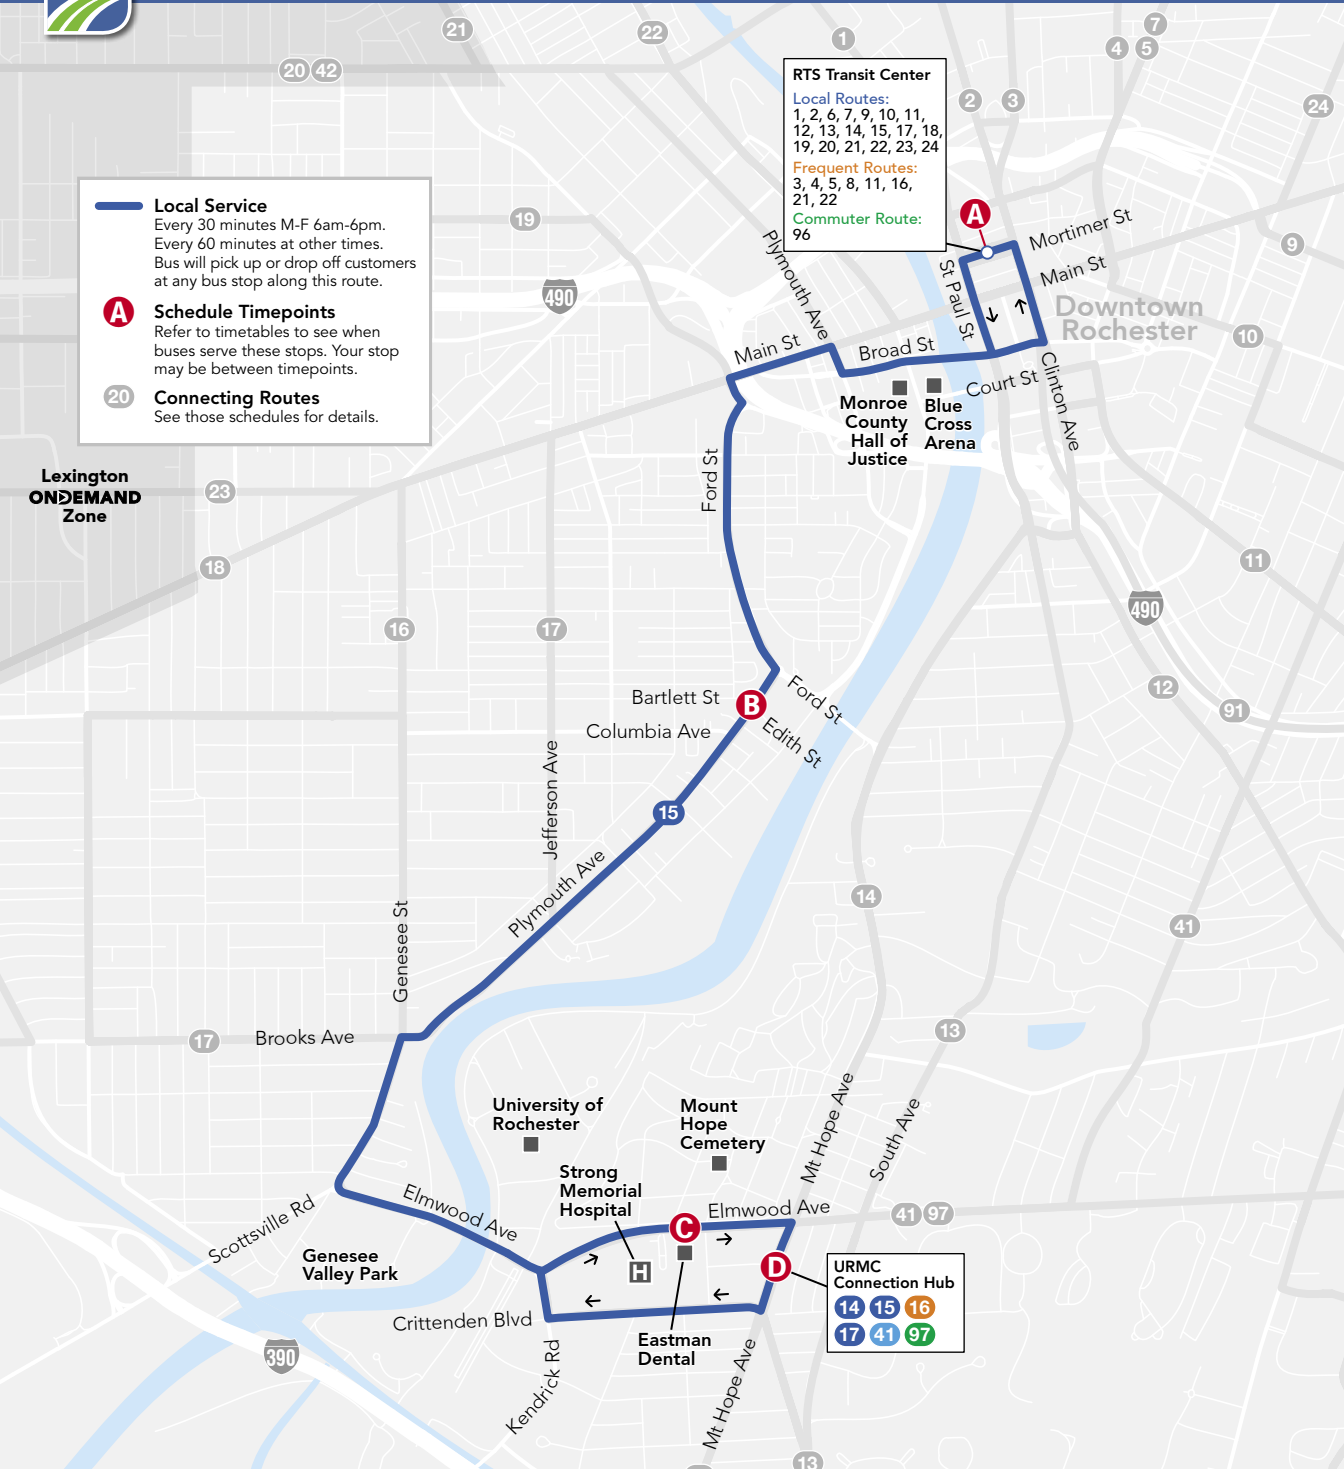 21
22
1
7
4
5
20
42
2
3
24
RTS Transit Center
Local Routes:
1, 2, 6, 7, 9, 10, 11,
12, 13, 14, 15, 17, 18,
19, 20, 21, 22, 23, 24
Frequent Routes:
3, 4, 5, 8, 11, 16,
21, 22
Commuter Route:
96
Local Service
Every 30 minutes M-F 6am-6pm.
Every 60 minutes at other times.
Bus will pick up or drop off customers
at any bus stop along this route.
A
Schedule Timepoints
Refer to timetables to see when
buses serve these stops. Your stop
may be between timepoints.
20
Connecting Routes
See those schedules for details.
19
490
A
Mortimer St
Main St
9
Plymouth Ave
St Paul St
Downtown
Rochester
10
Main St
Broad St
Court St
Clinton Ave
Monroe
County
Hall of
Justice
Blue
Cross
Arena
Ford St
Lexington
ONDEMAND
Zone
23
18
11
490
16
17
12
91
Bartlett St
B
Ford St
Columbia Ave
Edith St
Jefferson Ave
15
Plymouth Ave
14
41
Genesee St
17
Brooks Ave
13
University of
Rochester
Mount
Hope
Cemetery
Mt Hope Ave
South Ave
Strong
Memorial
Hospital
Scottsville Rd
Elmwood Ave
Elmwood Ave
41
97
C
Genesee
Valley Park
H
D
URMC
Connection Hub
14
15
16
17
41
97
Crittenden Blvd
Eastman
Dental
390
Kendrick Rd
Mt Hope Ave
13